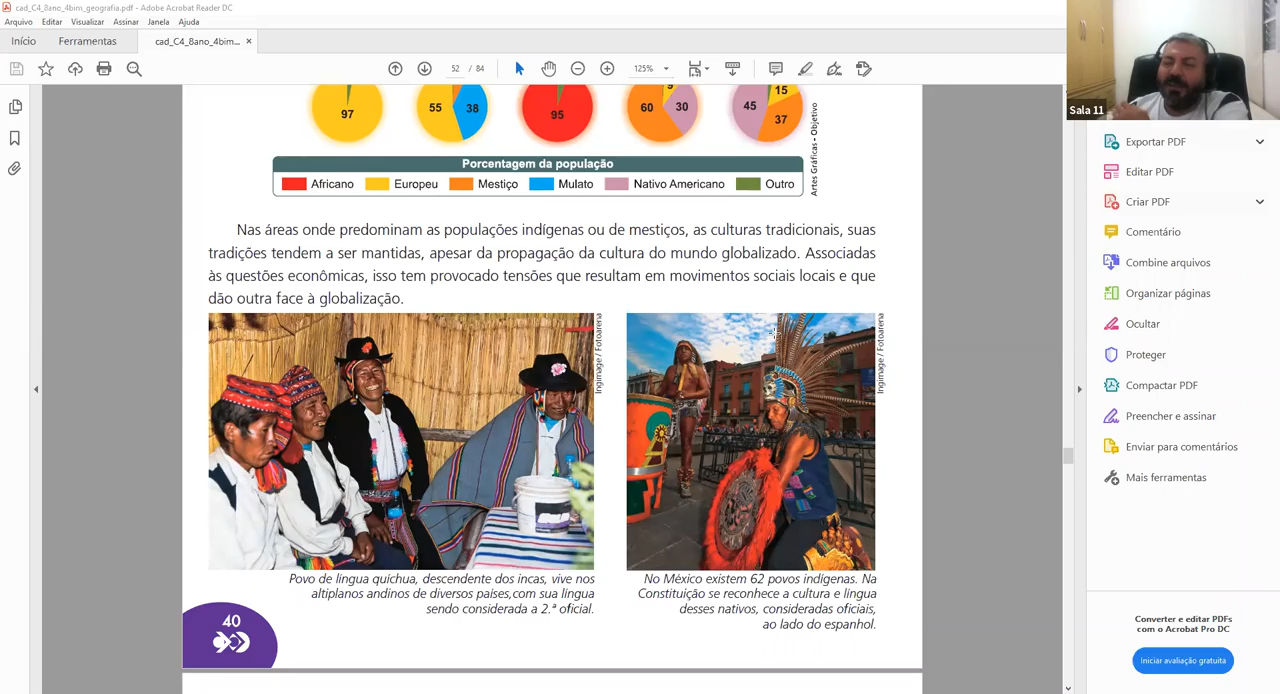 cad_C4_8ano_4bim_geografia.pdf - Adobe Acrobat Reader DC
Arquivo Editar Visualizar Assinar Janela Ajuda
Início Ferramentas cad_C4_8ano_4bim... ×
52 / 84 125%
Sala 11
97 55 38 95 60 9 30 45 15 37
Artes Gráficas - Objetivo
Porcentagem da população
Africano Europeu Mestiço Mulato Nativo Americano Outro
Nas áreas onde predominam as populações indígenas ou de mestiços, as culturas tradicionais, suas
tradições tendem a ser mantidas, apesar da propagação da cultura do mundo globalizado. Associadas
às questões econômicas, isso tem provocado tensões que resultam em movimentos sociais locais e que
dão outra face à globalização.
Ingimage / Fotoarena
Ingimage / Fotoarena
Povo de língua quíchua, descendente dos incas, vive nos
altiplanos andinos de diversos países,com sua língua
sendo considerada a 2.ª oficial.
No México existem 62 povos indígenas. Na
Constituição se reconhece a cultura e língua
desses nativos, consideradas oficiais,
ao lado do espanhol.
40
Exportar PDF
Editar PDF
Criar PDF
Comentário
Combine arquivos
Organizar páginas
Ocultar
Proteger
Compactar PDF
Preencher e assinar
Enviar para comentários
Mais ferramentas
Converter e editar PDFs
com o Acrobat Pro DC
Iniciar avaliação gratuita